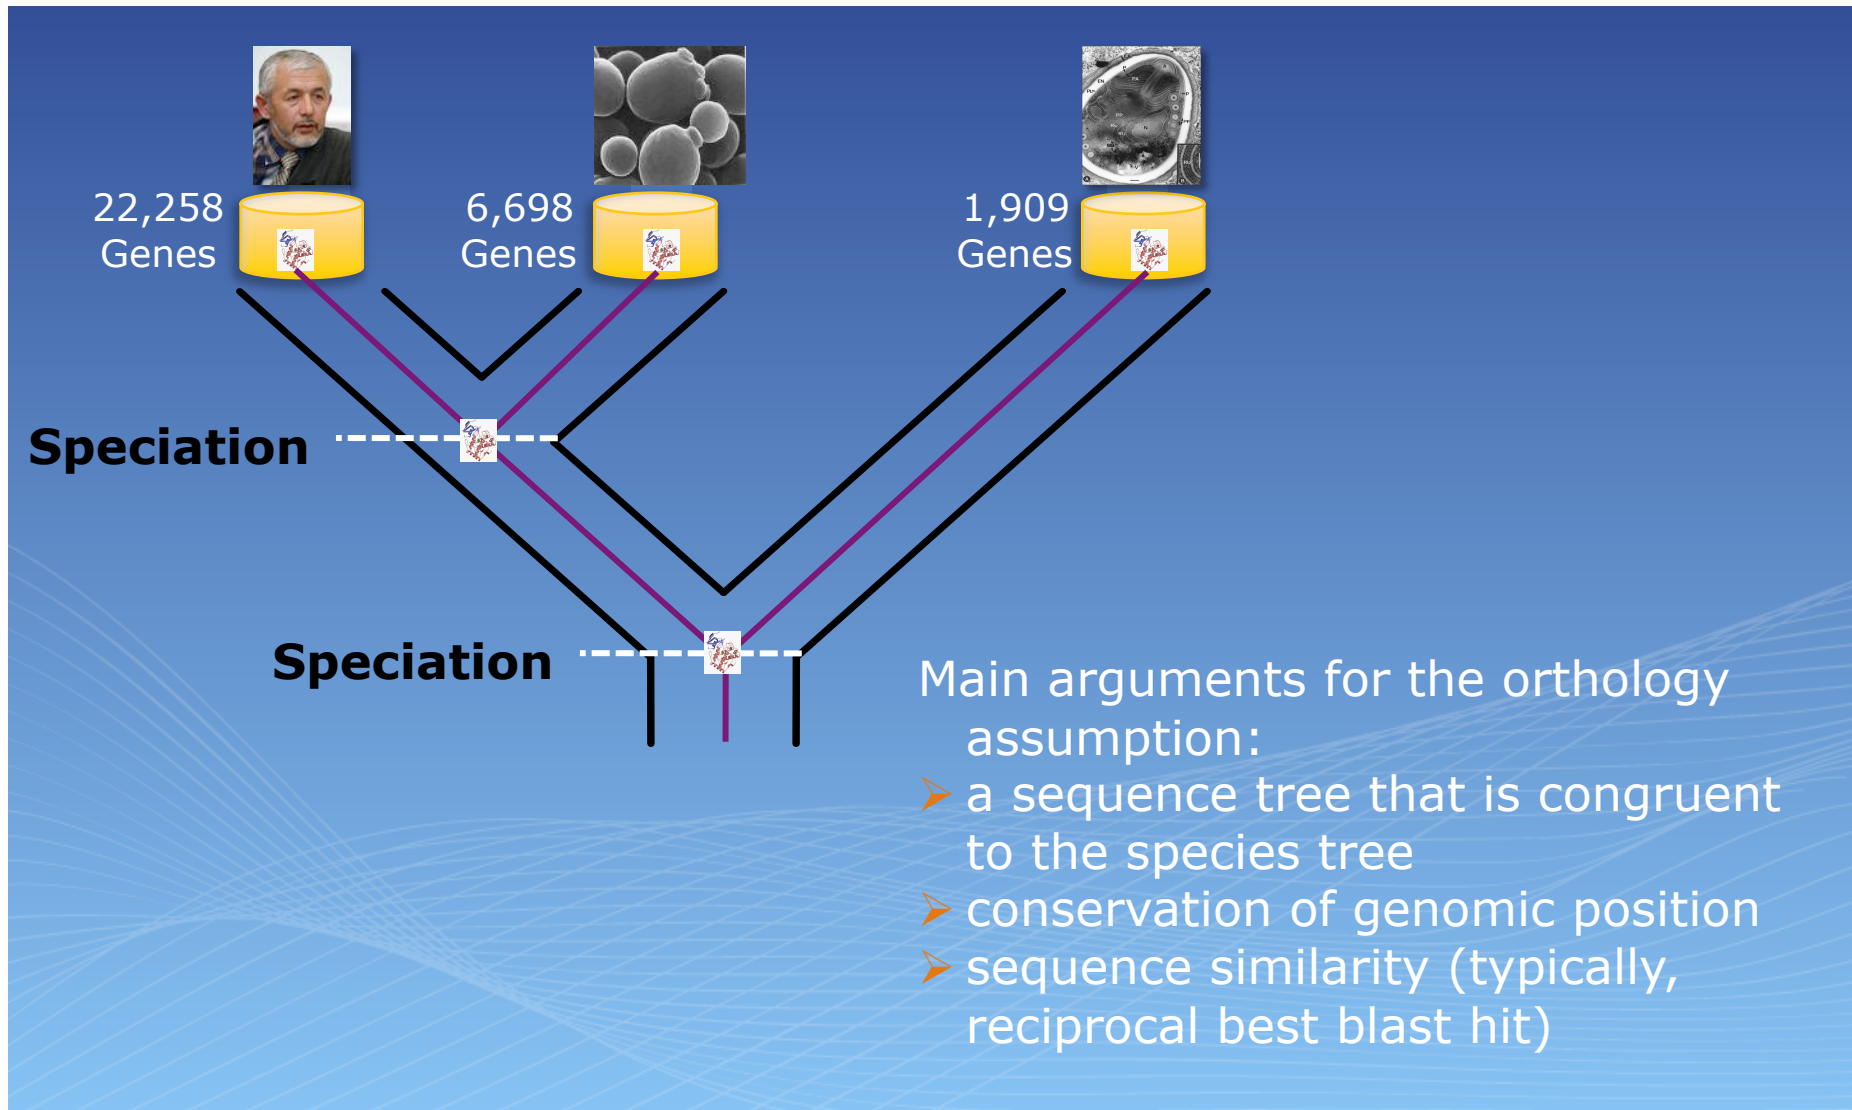 22,258
Genes
6,698
Genes
1,909
Genes
Speciation
Speciation
Main arguments for the orthology
assumption:
a sequence tree that is congruent
to the species tree
conservation of genomic position
sequence similarity (typically,
reciprocal best blast hit)